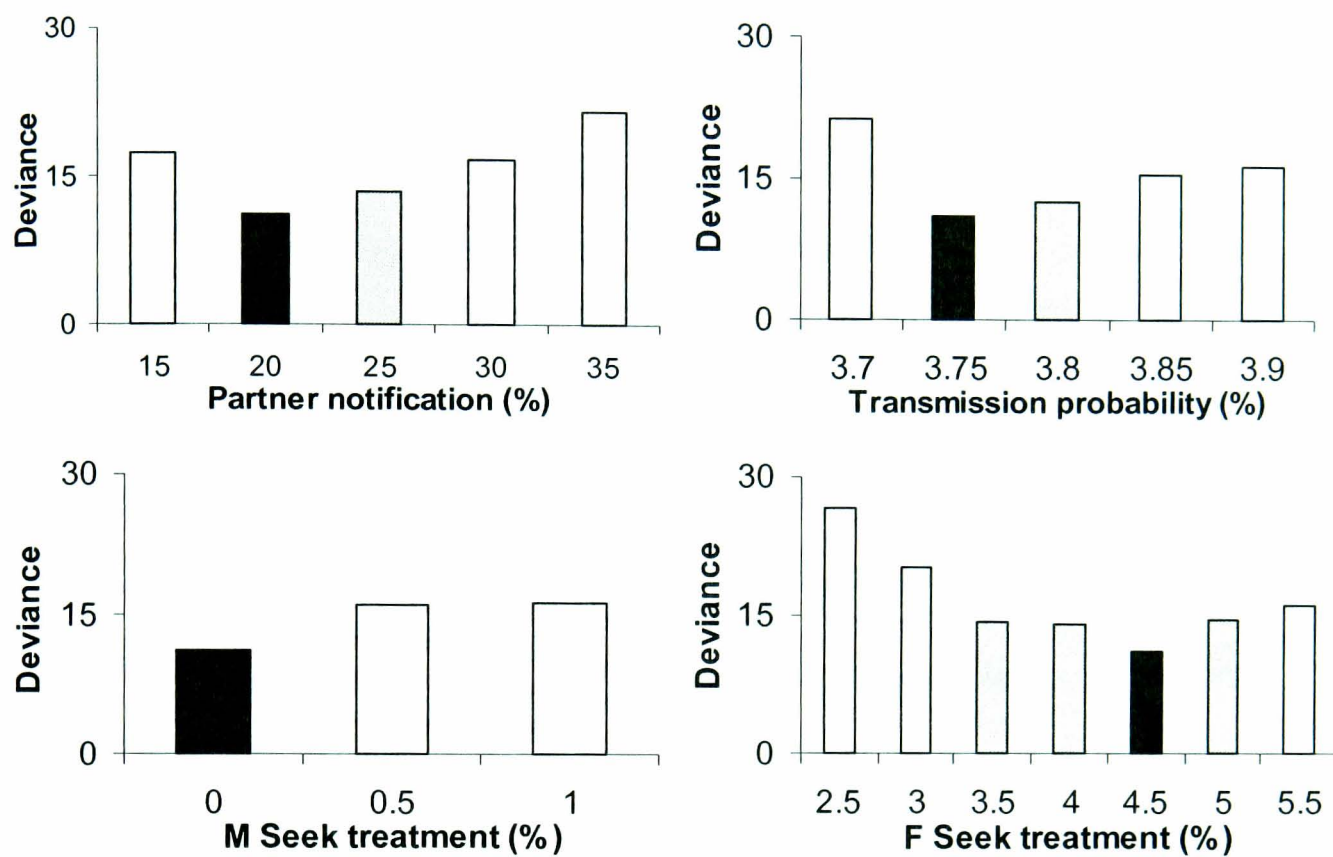 30
15
0
Deviance
15 20 25 30 35
Partner notification (%)
30
15
0
Deviance
3.7 3.75 3.8 3.85 3.9
Transmission probability (%)
30
15
0
Deviance
0 0.5 1
M Seek treatment (%)
30
15
0
Deviance
2.5 3 3.5 4 4.5 5 5.5
F Seek treatment (%)